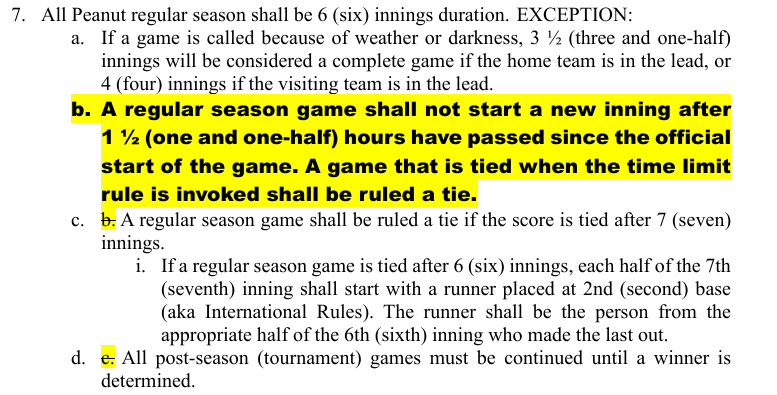 7. All Peanut regular season shall be 6 (six) innings duration. EXCEPTION:
a. If a game is called because of weather or darkness, 3 ½ (three and one-half)
innings will be considered a complete game if the home team is in the lead, or
4 (four) innings if the visiting team is in the lead.
b. A regular season game shall not start a new inning after
1 ½ (one and one-half) hours have passed since the official
start of the game. A game that is tied when the time limit
rule is invoked shall be ruled a tie.
c. b. A regular season game shall be ruled a tie if the score is tied after 7 (seven)
innings.
i. If a regular season game is tied after 6 (six) innings, each half of the 7th
(seventh) inning shall start with a runner placed at 2nd (second) base
(aka International Rules). The runner shall be the person from the
appropriate half of the 6th (sixth) inning who made the last out.
d. c. All post-season (tournament) games must be continued until a winner is
determined.